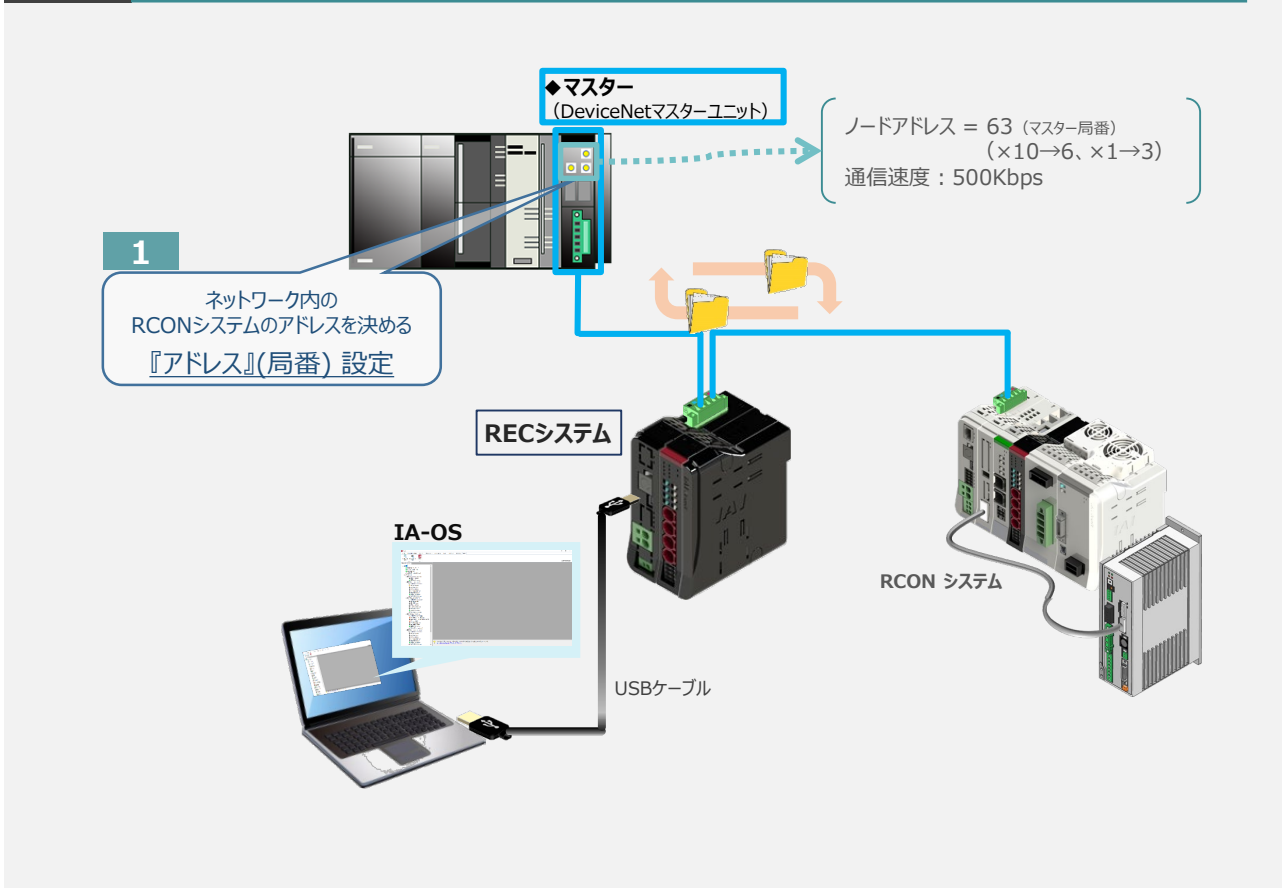 ◆マスター
（DeviceNetマスターユニット）
ノードアドレス = 63 (マスター局番)
（×10→6、×1→3）
通信速度：500Kbps
1
ネットワーク内の
RCONシステムのアドレスを決める
『アドレス』(局番) 設定
RECシステム
IA-OS
RCON システム
USBケーブル
IAI